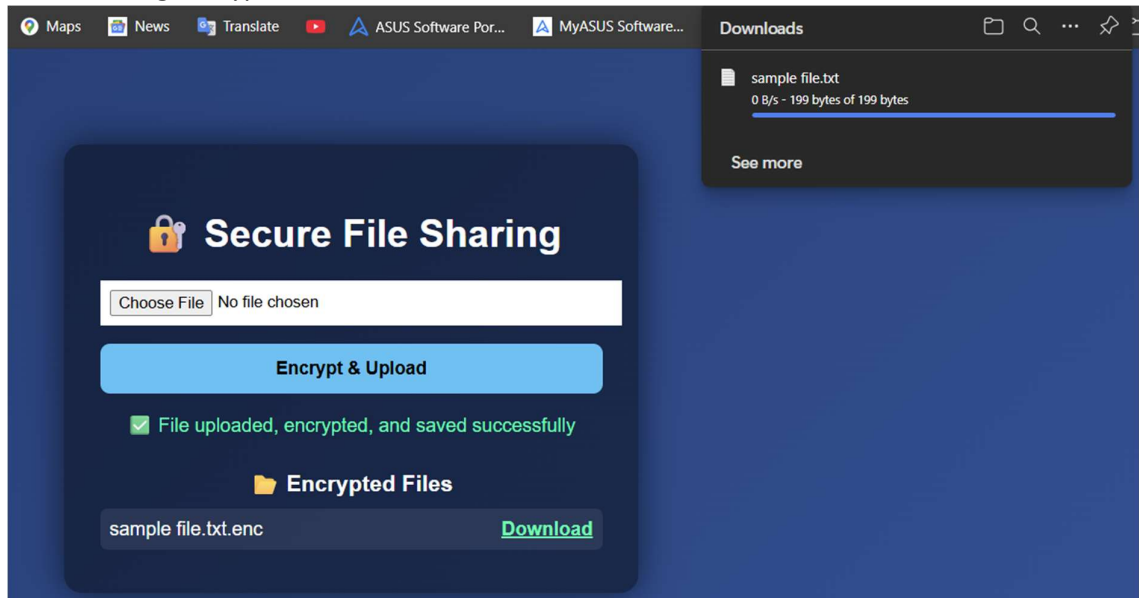 Maps News Translate ASUS Software Por... MyASUS Software...
Downloads
sample file.txt
0 B/s - 199 bytes of 199 bytes
See more
🔐 Secure File Sharing
Choose File No file chosen
Encrypt & Upload
✅ File uploaded, encrypted, and saved successfully
📂 Encrypted Files
sample file.txt.enc Download